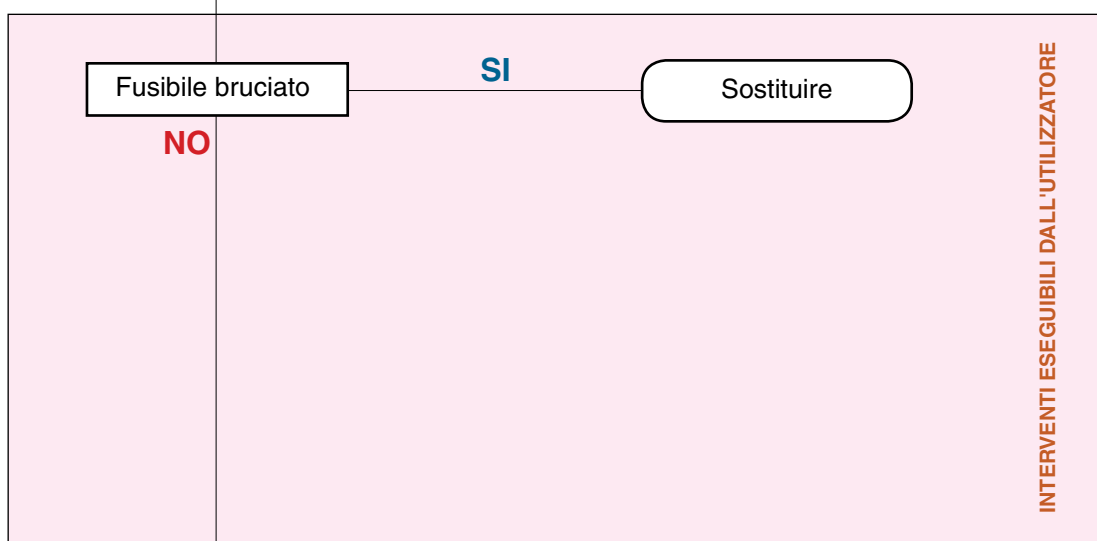 Fusibile bruciato
SI
Sostituire
NO
INTERVENTI ESEGUIBILI DALL'UTILIZZATORE